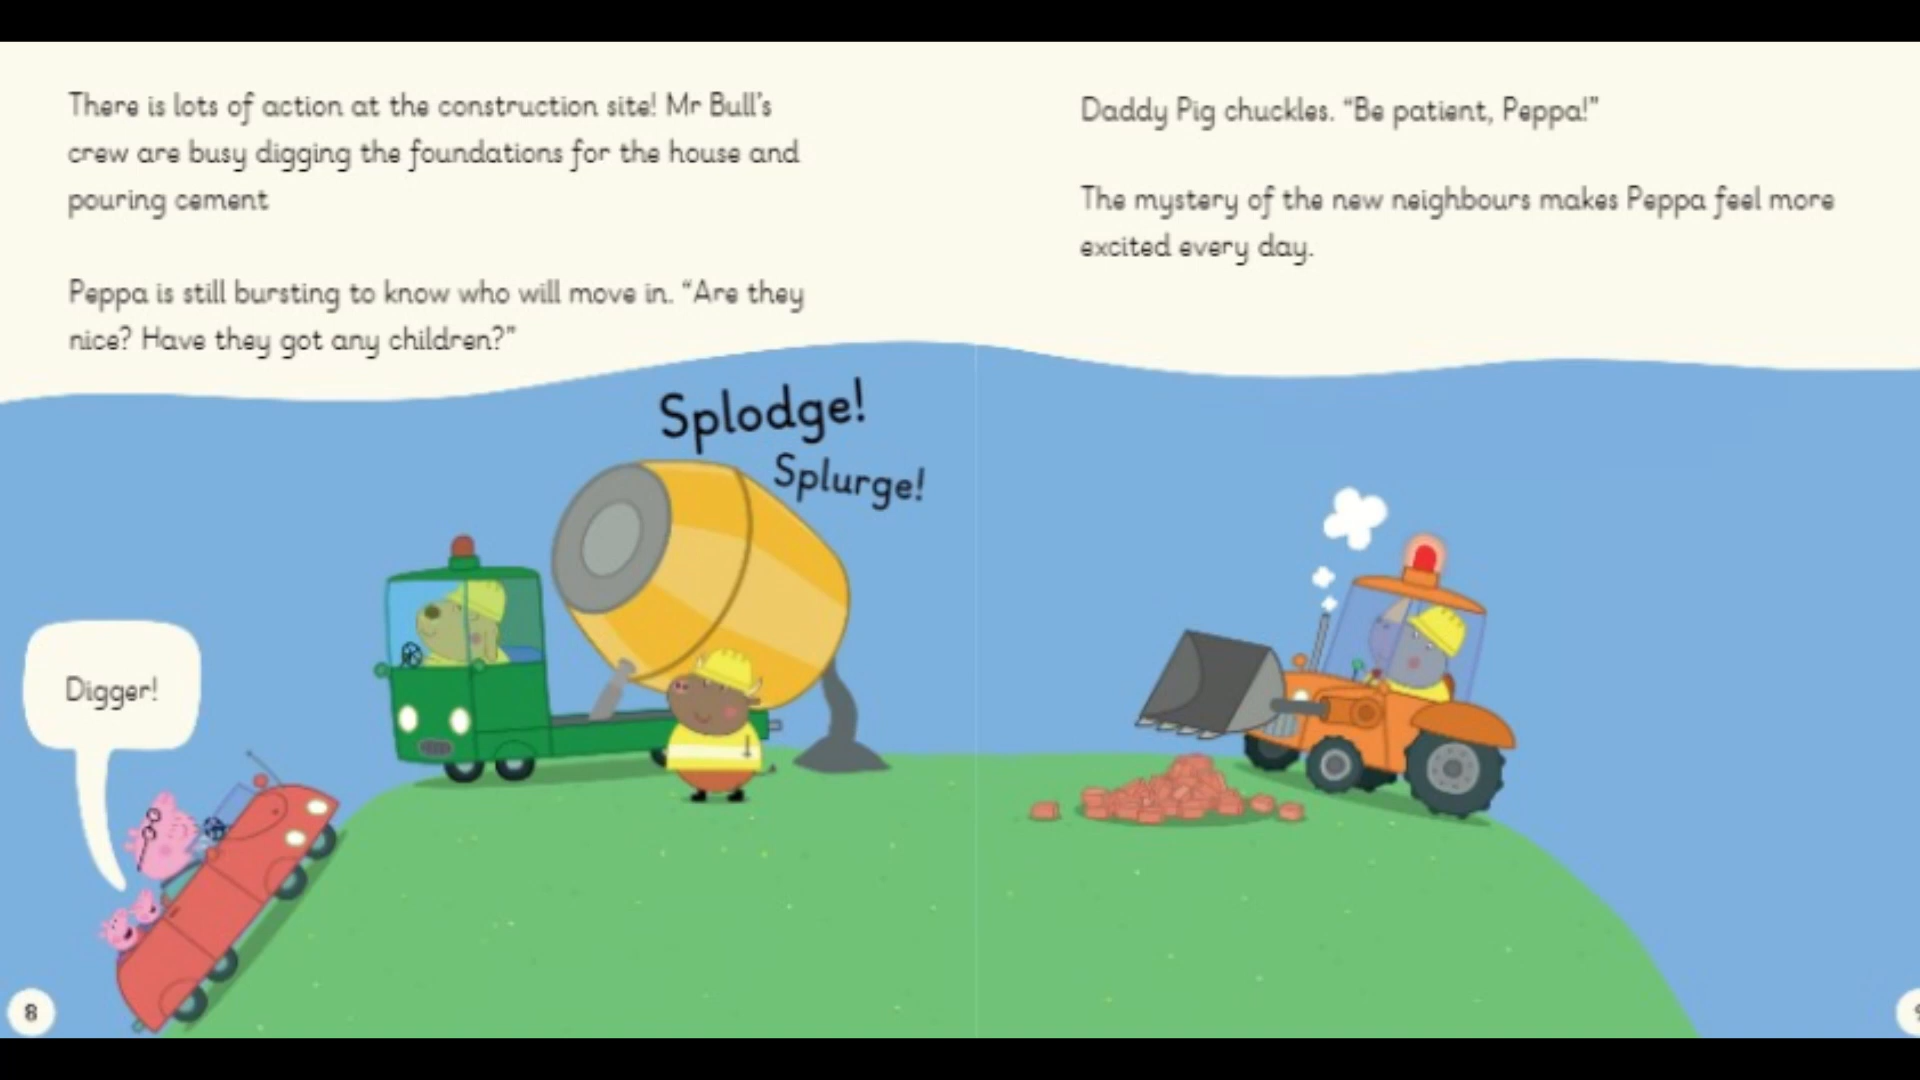 There is lots of action at the construction site! Mr Bull's
crew are busy digging the foundations for the house and
pouring cement
Peppa is still bursting to know who will move in. “Are they
nice? Have they got any children?”
Splodge!
Splurge!
Digger!
8
Daddy Pig chuckles. “Be patient, Peppa!”
The mystery of the new neighbours makes Peppa feel more
excited every day.